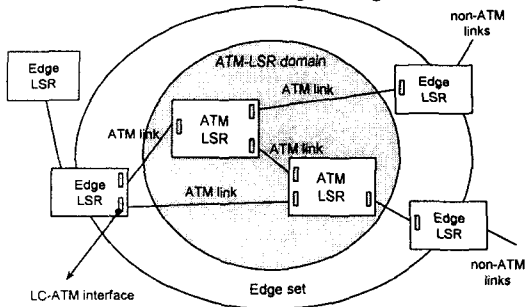 non-ATM
links
ATM-LSR domain
Edge
LSR
Edge
LSR
ATM link
ATM
LSR
ATM link
ATM link
Edge
LSR
ATM
LSR
ATM link
Edge
LSR
LC-ATM interface
Edge set
non-ATM
links